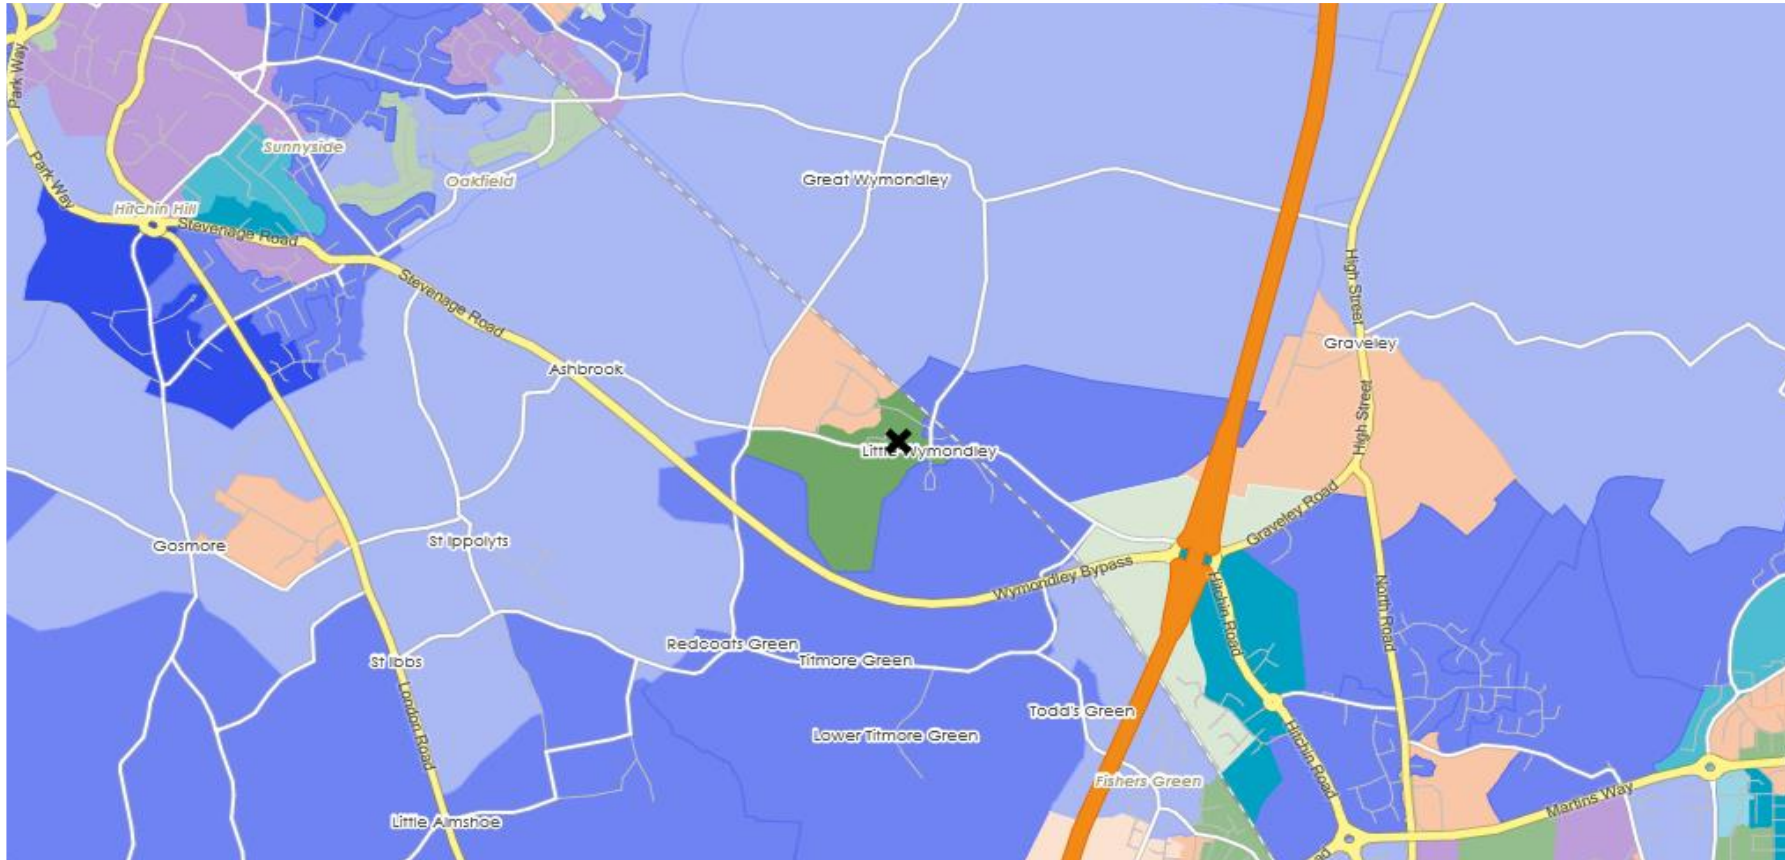 Park Way
Sunnyside
Oakfield
Great Wymondley
Park Way
Hitchin Hill
Stevenage Road
Stevenage Road
High Street
Graveley
Ashbrook
High Street
Little Wymondley
Graveley Road
Gosmore
St Ippolyts
Wymondley Bypass
Hitchin Road
North Road
Redcoats Green
Titmore Green
St Ibbs
London Road
Todd's Green
Lower Titmore Green
Hitchin Road
Fishers Green
Martins Way
Little Almshoe